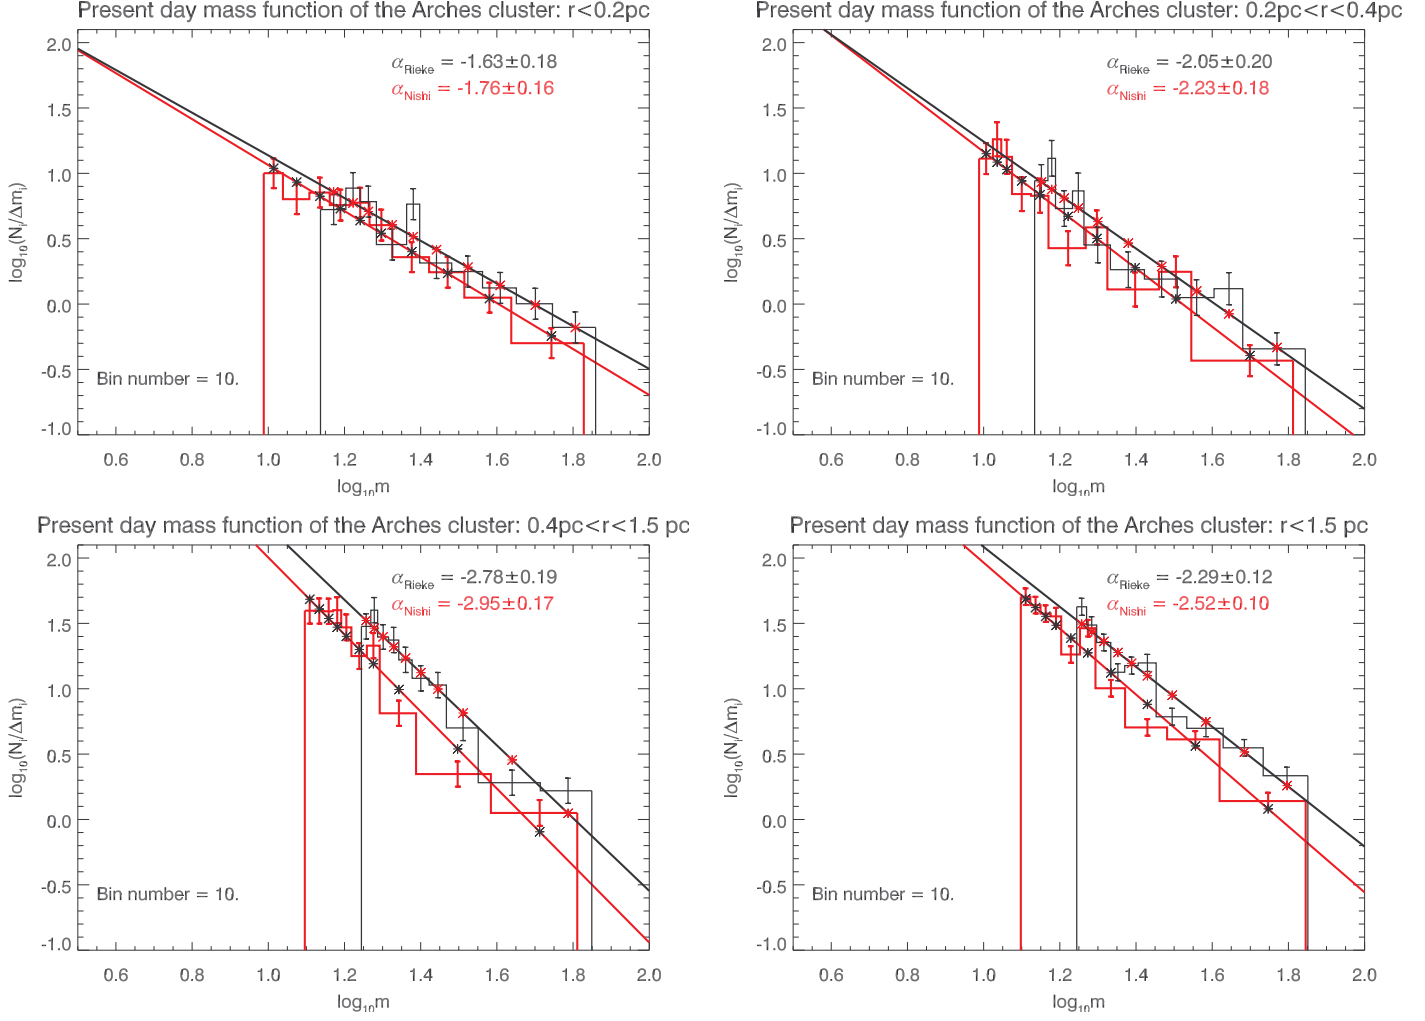 Present day mass function of the Arches cluster: r<0.2pc
2.0
1.5
1.0
0.5
0.0
-0.5
-1.0
log10(Ni/Δmi)
αRieke = -1.63±0.18
αNishi = -1.76±0.16
Bin number = 10.
0.6 0.8 1.0 1.2 1.4 1.6 1.8 2.0
log10m
Present day mass function of the Arches cluster: 0.2pc<r<0.4pc
2.0
1.5
1.0
0.5
0.0
-0.5
-1.0
log10(Ni/Δmi)
αRieke = -2.05±0.20
αNishi = -2.23±0.18
Bin number = 10.
0.6 0.8 1.0 1.2 1.4 1.6 1.8 2.0
log10m
Present day mass function of the Arches cluster: 0.4pc<r<1.5 pc
2.0
1.5
1.0
0.5
0.0
-0.5
-1.0
log10(Ni/Δmi)
αRieke = -2.78±0.19
αNishi = -2.95±0.17
Bin number = 10.
0.6 0.8 1.0 1.2 1.4 1.6 1.8 2.0
log10m
Present day mass function of the Arches cluster: r<1.5 pc
2.0
1.5
1.0
0.5
0.0
-0.5
-1.0
log10(Ni/Δmi)
αRieke = -2.29±0.12
αNishi = -2.52±0.10
Bin number = 10.
0.6 0.8 1.0 1.2 1.4 1.6 1.8 2.0
log10m